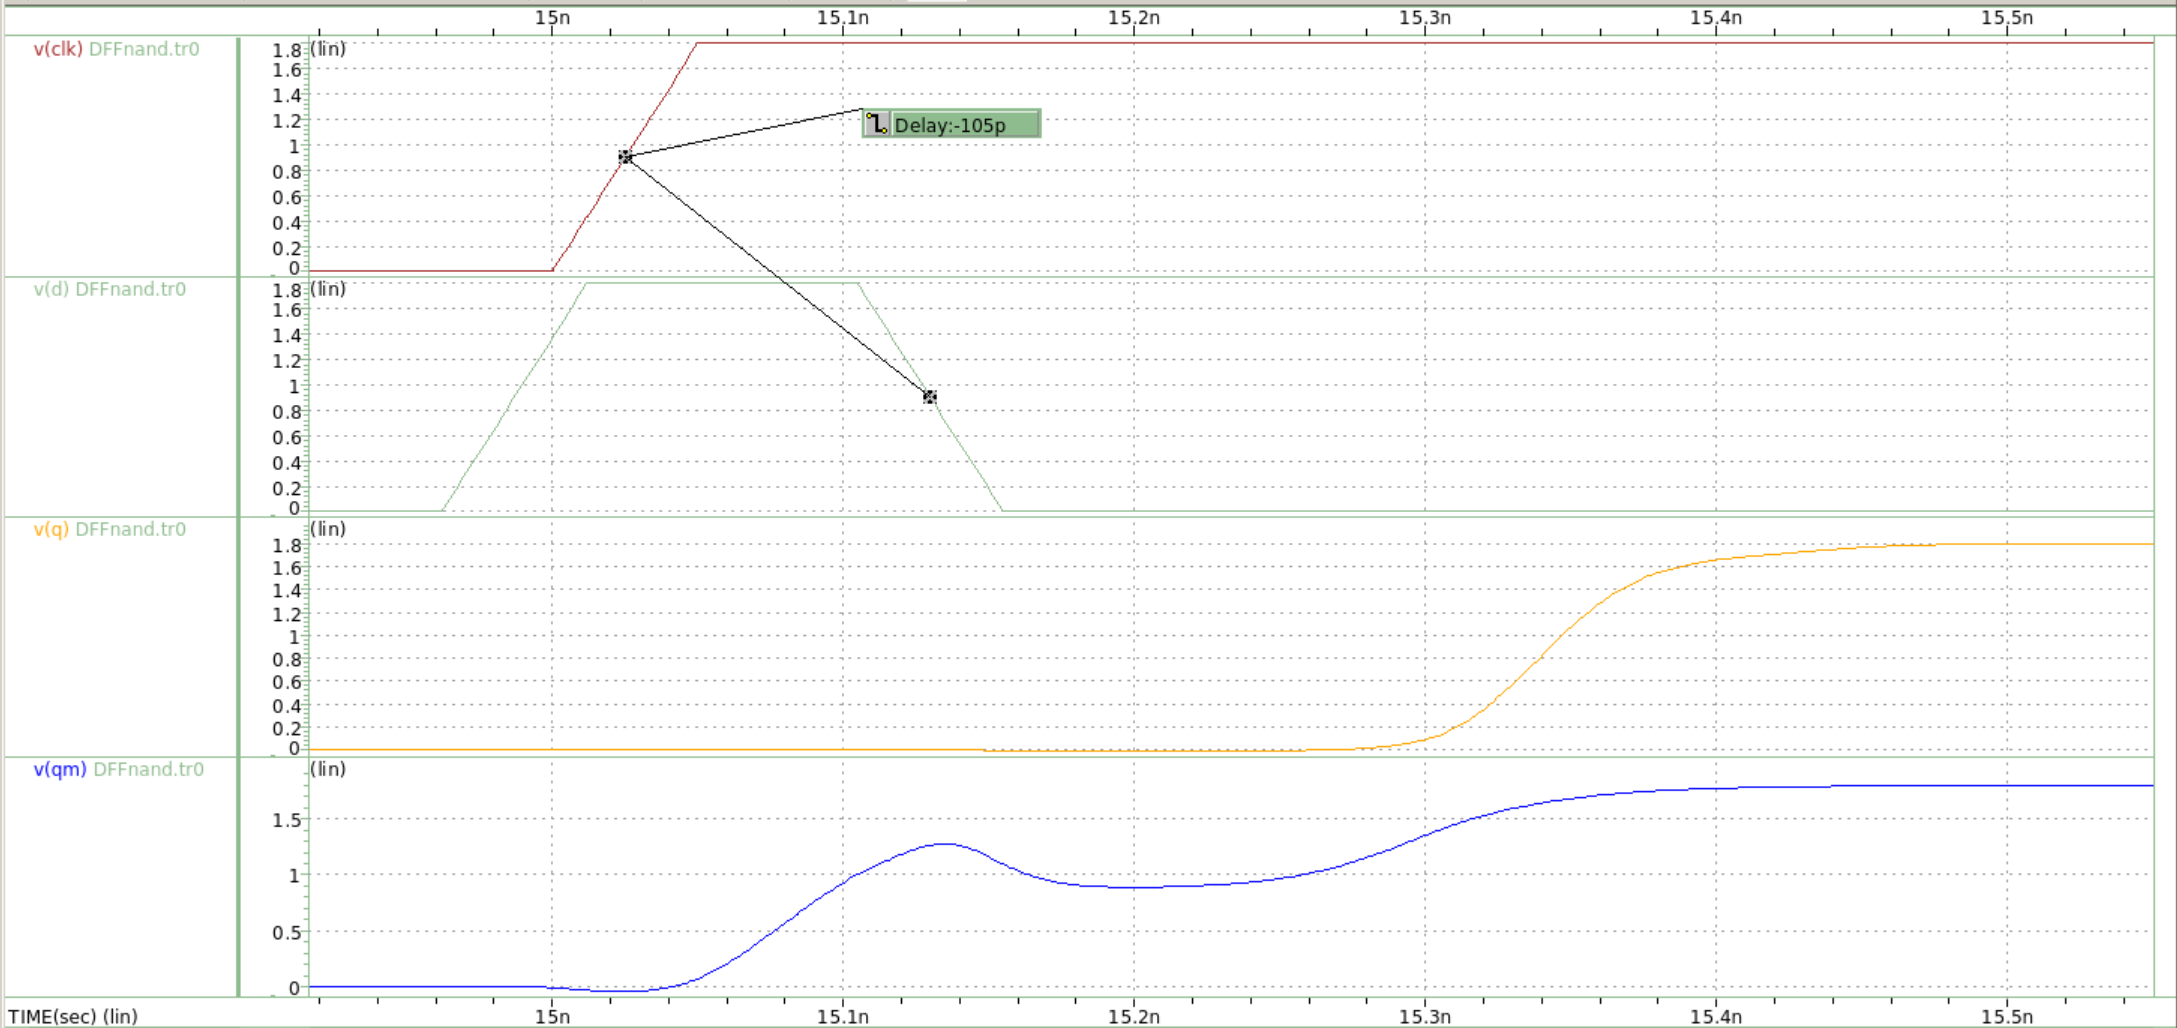 15n 15.1n 15.2n 15.3n 15.4n 15.5n
v(clk) DFFnand.tr0
(lin)
1.8
1.6
1.4
1.2
1
0.8
0.6
0.4
0.2
0
Delay:-105p
v(d) DFFnand.tr0
(lin)
1.8
1.6
1.4
1.2
1
0.8
0.6
0.4
0.2
0
v(q) DFFnand.tr0
(lin)
1.8
1.6
1.4
1.2
1
0.8
0.6
0.4
0.2
0
v(qm) DFFnand.tr0
(lin)
1.5
1
0.5
0
TIME(sec) (lin)
15n 15.1n 15.2n 15.3n 15.4n 15.5n